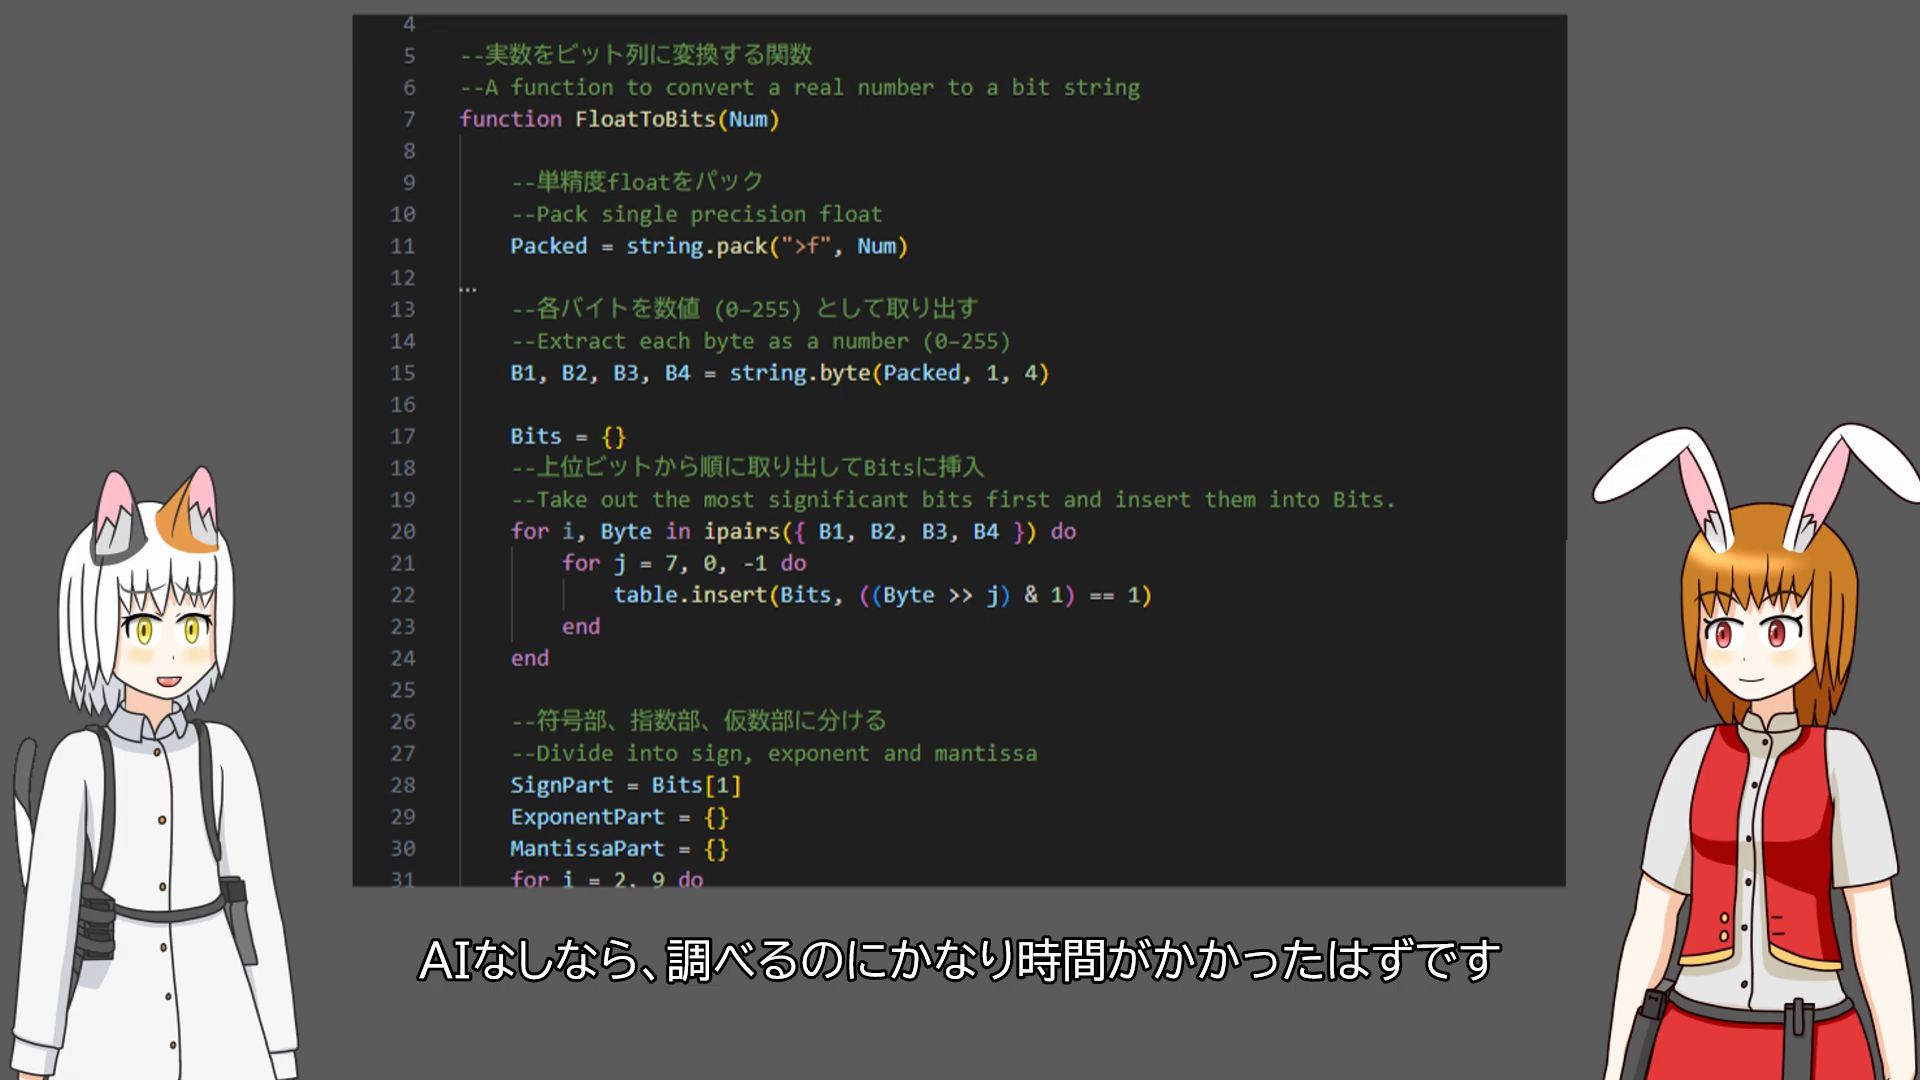 4
5 --実数をビット列に変換する関数
6 --A function to convert a real number to a bit string
7 function FloatToBits(Num)
8
9 --単精度floatをパック
10 --Pack single precision float
11 Packed = string.pack(">f", Num)
12
...
13 --各バイトを数値 (0–255) として取り出す
14 --Extract each byte as a number (0–255)
15 B1, B2, B3, B4 = string.byte(Packed, 1, 4)
16
17 Bits = {}
18 --上位ビットから順に取り出してBitsに挿入
19 --Take out the most significant bits first and insert them into Bits.
20 for i, Byte in ipairs({ B1, B2, B3, B4 }) do
21 for j = 7, 0, -1 do
22 table.insert(Bits, ((Byte >> j) & 1) == 1)
23 end
24 end
25
26 --符号部、指数部、仮数部に分ける
27 --Divide into sign, exponent and mantissa
28 SignPart = Bits[1]
29 ExponentPart = {}
30 MantissaPart = {}
31 for i = 2, 9 do
AIなしなら、調べるのにかなり時間がかかったはずです